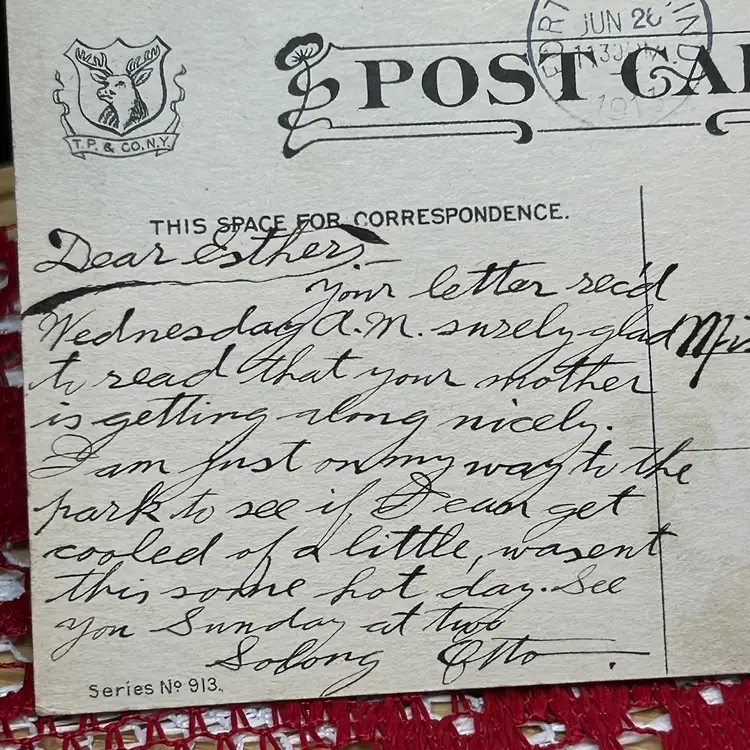 T.P. & CO. N.Y.
POST CA
JUN 26
1130 PM
191
THIS SPACE FOR CORRESPONDENCE.
Dear Esther;—
Your letter rec'd
Wednesday A.M. surely glad
to read that your mother
is getting along nicely.
I am just on my way to the
park to see if I can get
cooled of a little, wasent
this some hot day. See
you Sunday at two
Solong Otto
Series No 913.